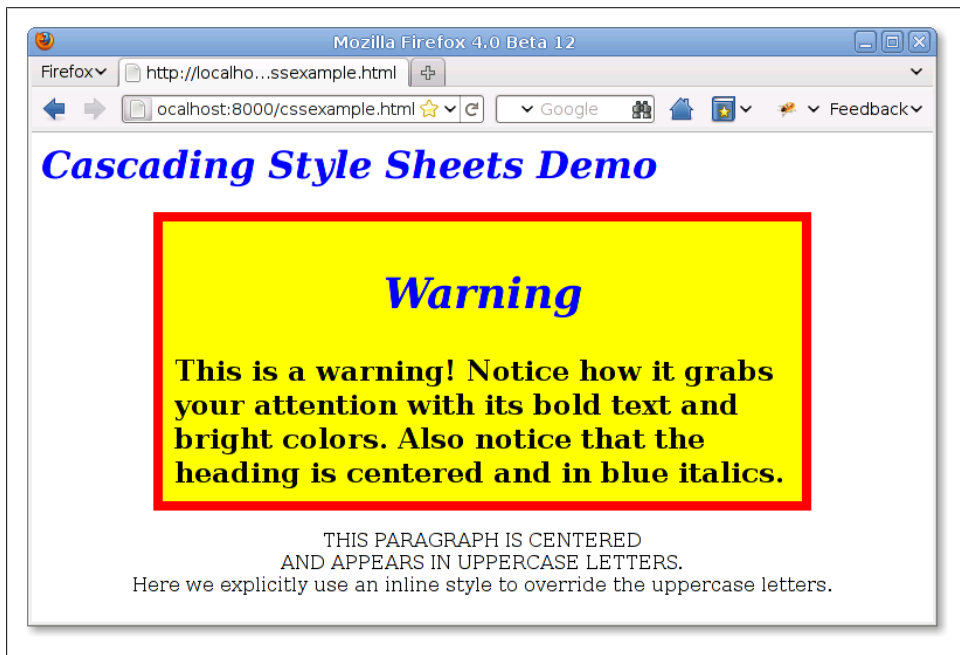 Mozilla Firefox 4.0 Beta 12
Firefox
http://localho...ssexample.html
ocalhost:8000/cssexample.html
Google
Feedback
Cascading Style Sheets Demo
Warning
This is a warning! Notice how it grabs
your attention with its bold text and
bright colors. Also notice that the
heading is centered and in blue italics.
THIS PARAGRAPH IS CENTERED
AND APPEARS IN UPPERCASE LETTERS.
Here we explicitly use an inline style to override the uppercase letters.